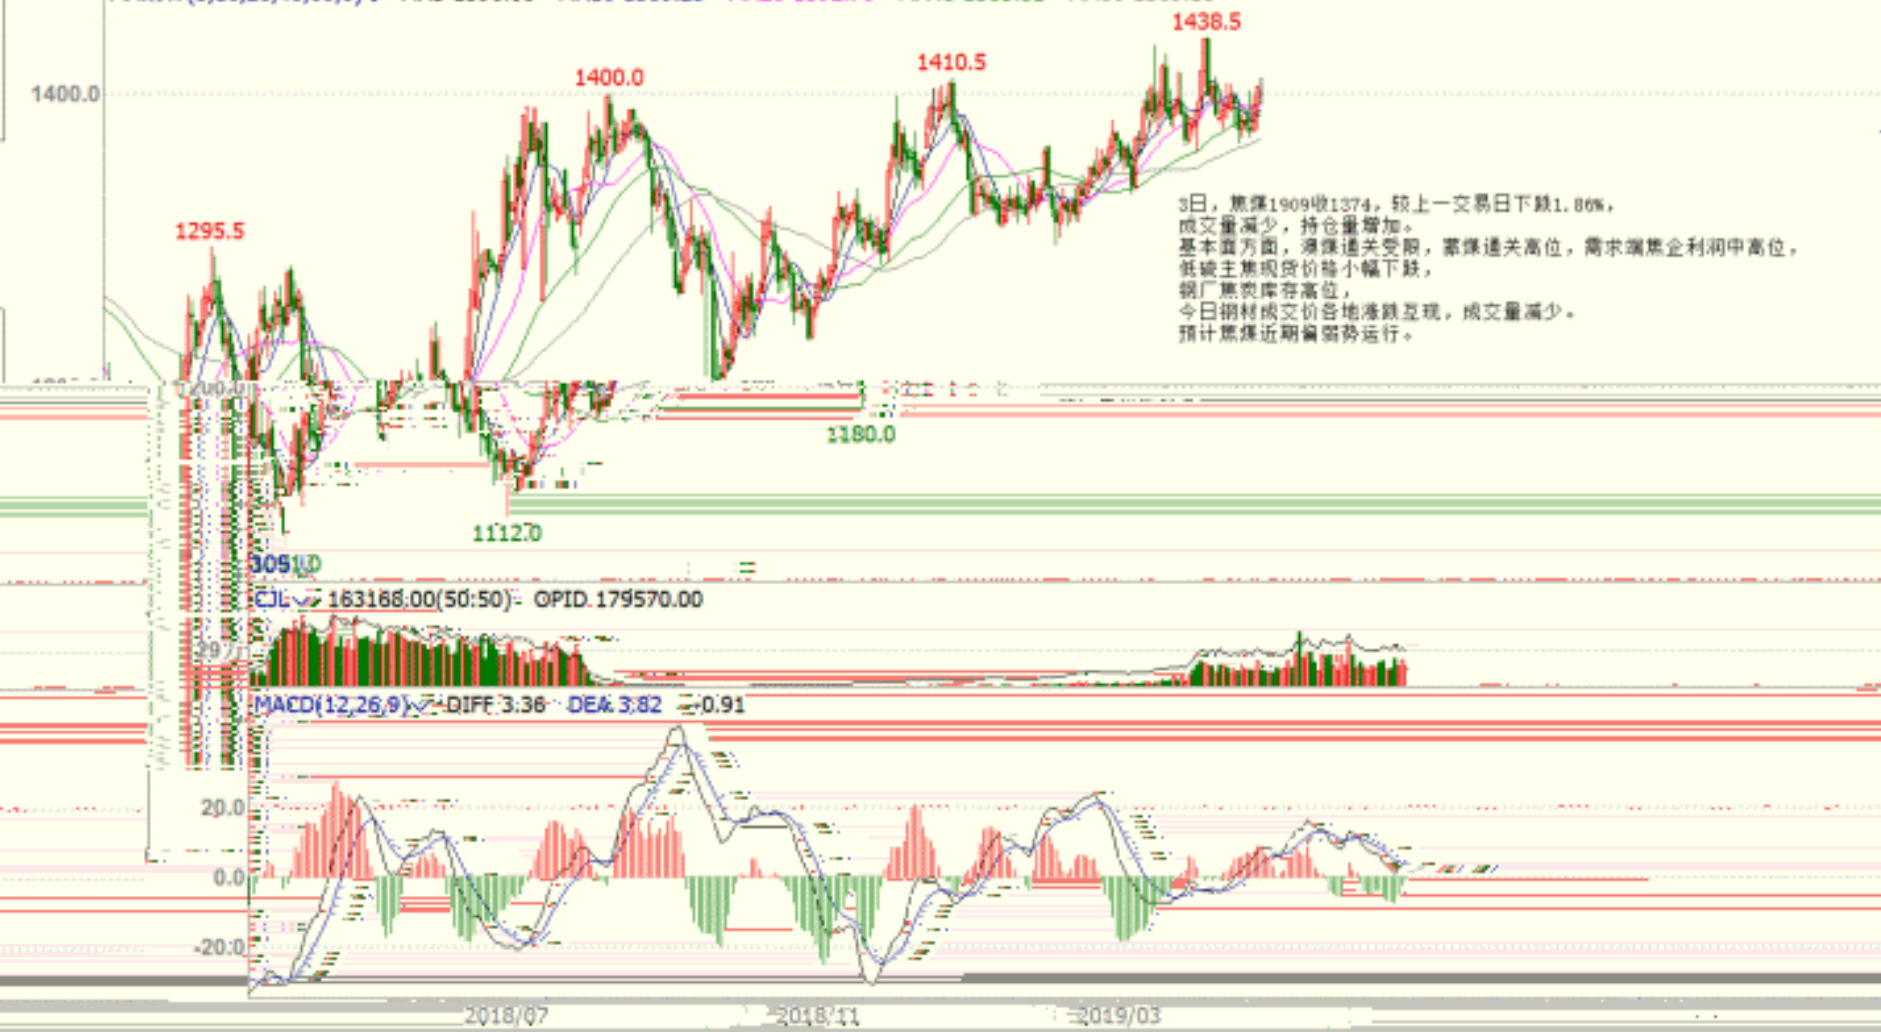 1438.5
1410.5
1400.0
1400.0
1295.5
3日，焦煤1909收1374，较上一交易日下跌1.86%，
成交量减少，持仓量增加。
基本面方面，澳煤通关受限，蒙煤通关高位，需求端焦企利润中高位，
低硫主焦现货价格小幅下跌，
钢厂焦炭库存高位，
今日钢材成交价各地涨跌互现，成交量减少。
预计焦煤近期偏弱势运行。
1180.0
1112.0
CJL 163168.00(50:50) OPID 179570.00
MACD(12,26,9) DIFF 3.36 DEA 3.82 -0.91
20.0
0.0
-20.0
2018/07 2018/11 2019/03